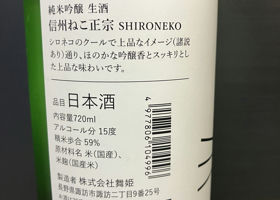 純米吟醸 生酒
信州ねこ正宗 SHIRONEKO
シロネコのクールで上品なイメージ(諸説
あり)通り、ほのかな吟醸香とスッキリとし
た上品な味わいです。
品目 日本酒
内容量720ml
アルコール分 15度
精米歩合 59%
原材料名 米(国産)、
米麹(国産米)
製造者 株式会社舞姫
長野県諏訪市諏訪二丁目9番25号
4977806104996